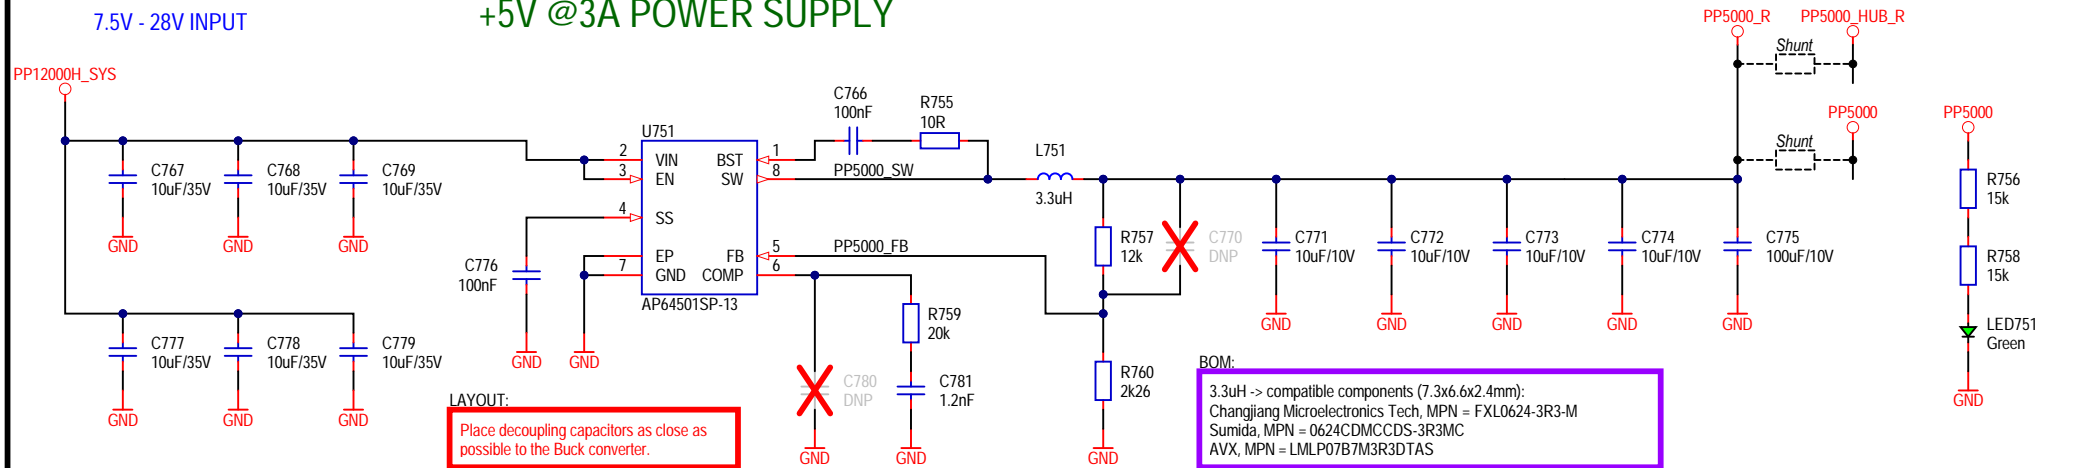 7.5V - 28V INPUT
+5V @3A POWER SUPPLY
PP5000_R
PP5000_HUB_R
Shunt
PP12000H_SYS
C766
100nF
R755
10R
PP5000
PP5000
U751
2
VIN
BST
1
3
EN
SW
8
PP5000_SW
L751
3.3uH
Shunt
C767
10uF/35V
C768
10uF/35V
C769
10uF/35V
R756
15k
4
SS
GND
GND
GND
EP
FB
5
PP5000_FB
7
GND
COMP
6
C776
100nF
AP64501SP-13
R757
12k
C770
DNP
C771
10uF/10V
C772
10uF/10V
C773
10uF/10V
C774
10uF/10V
C775
100uF/10V
R758
15k
R759
20k
GND
GND
GND
GND
GND
LED751
Green
C777
10uF/35V
C778
10uF/35V
C779
10uF/35V
GND
GND
C780
DNP
C781
1.2nF
R760
2k26
GND
GND
GND
GND
LAYOUT:
Place decoupling capacitors as close as
possible to the Buck converter.
GND
GND
GND
BOM:
3.3uH -> compatible components (7.3x6.6x2.4mm):
Changjiang Microelectronics Tech, MPN = FXL0624-3R3-M
Sumida, MPN = 0624CDMCCDS-3R3MC
AVX, MPN = LMLP07B7M3R3DTAS